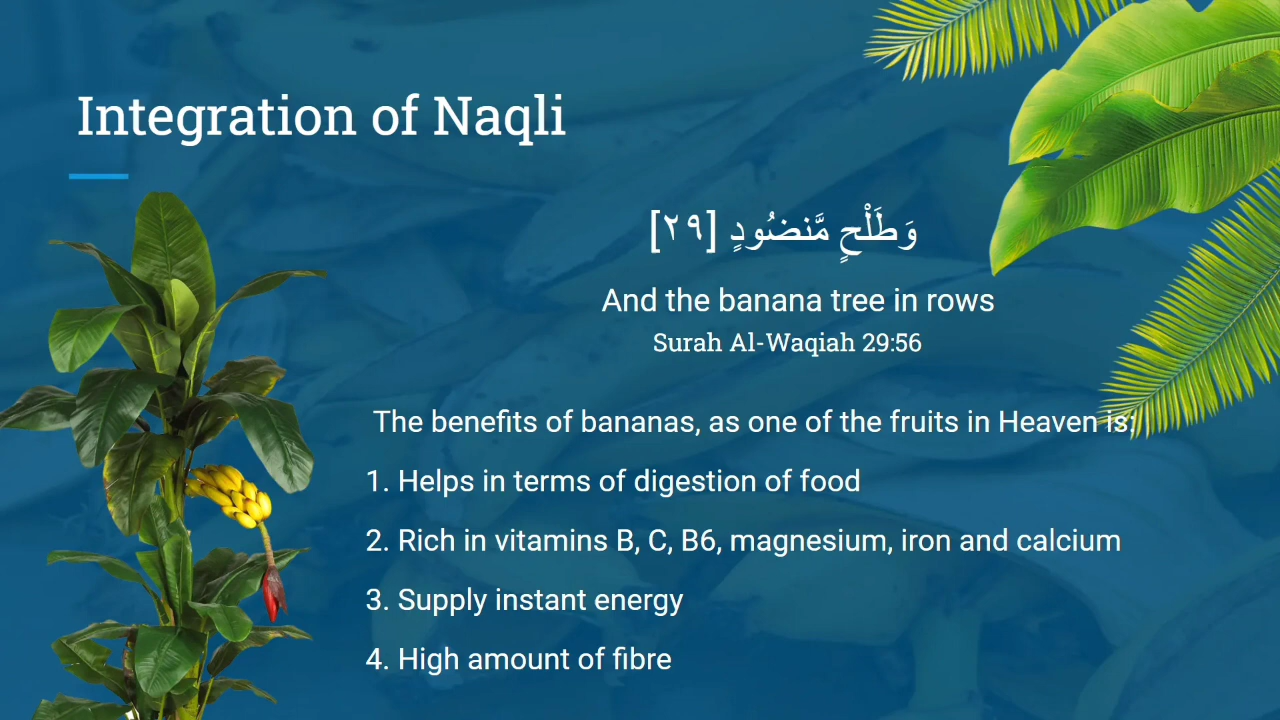 Integration of Naqli
وَطَلْحٍ مَّنضُودٍ [٢٩]
And the banana tree in rows
Surah Al-Waqiah 29:56
The benefits of bananas, as one of the fruits in Heaven is:
1. Helps in terms of digestion of food
2. Rich in vitamins B, C, B6, magnesium, iron and calcium
3. Supply instant energy
4. High amount of fibre